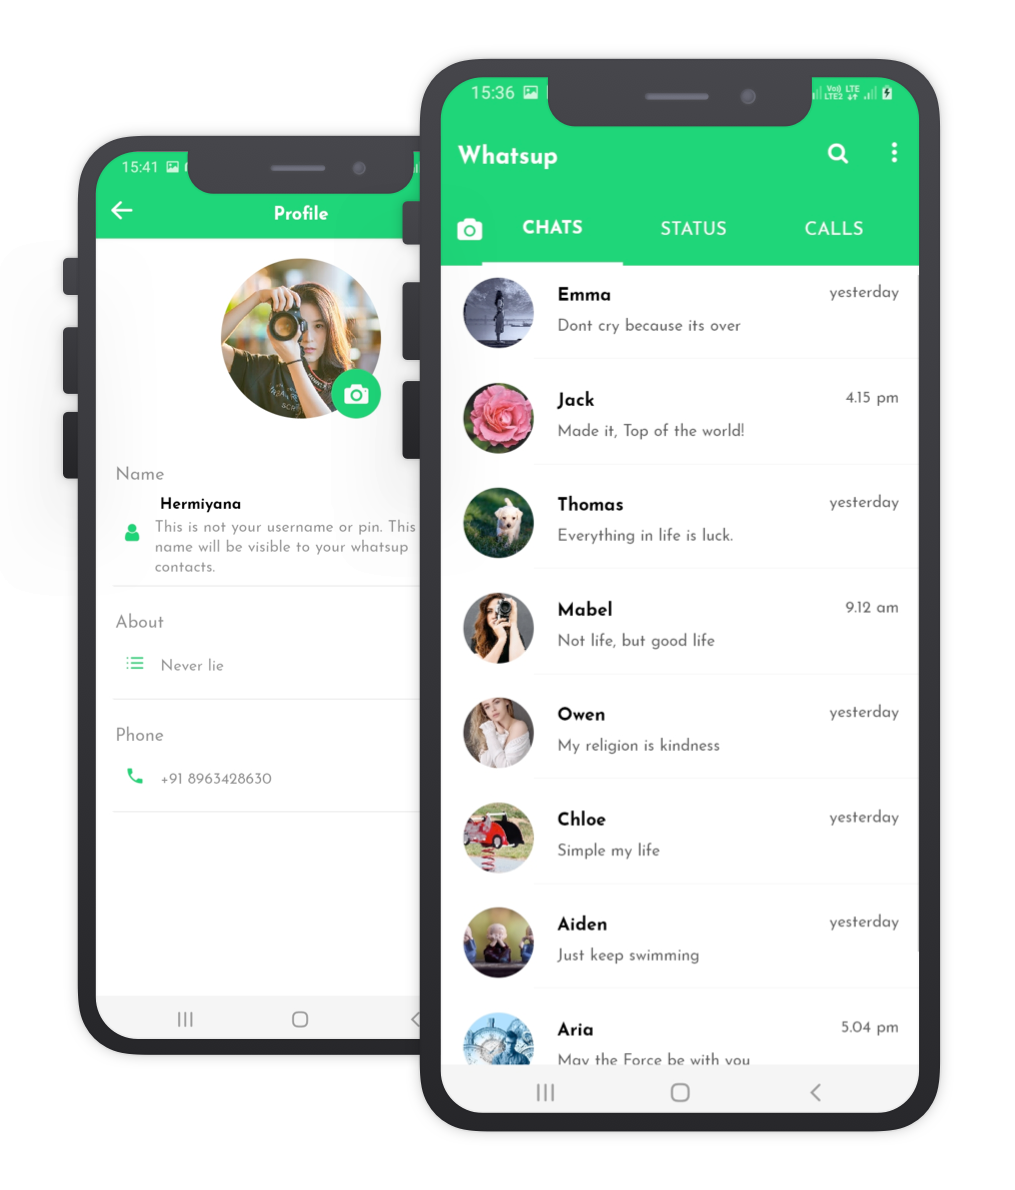 15:41
Profile
Name
Hermiyana
This is not your username or pin. This
name will be visible to your whatsup
contacts.
About
Never lie
Phone
+91 8963428630
15:36
Vo)) LTE
LTE2
Whatsup
CHATS STATUS CALLS
Emma yesterday
Dont cry because its over
Jack 4.15 pm
Made it, Top of the world!
Thomas yesterday
Everything in life is luck.
Mabel 9.12 am
Not life, but good life
Owen yesterday
My religion is kindness
Chloe yesterday
Simple my life
Aiden yesterday
Just keep swimming
Aria 5.04 pm
May the Force be with you